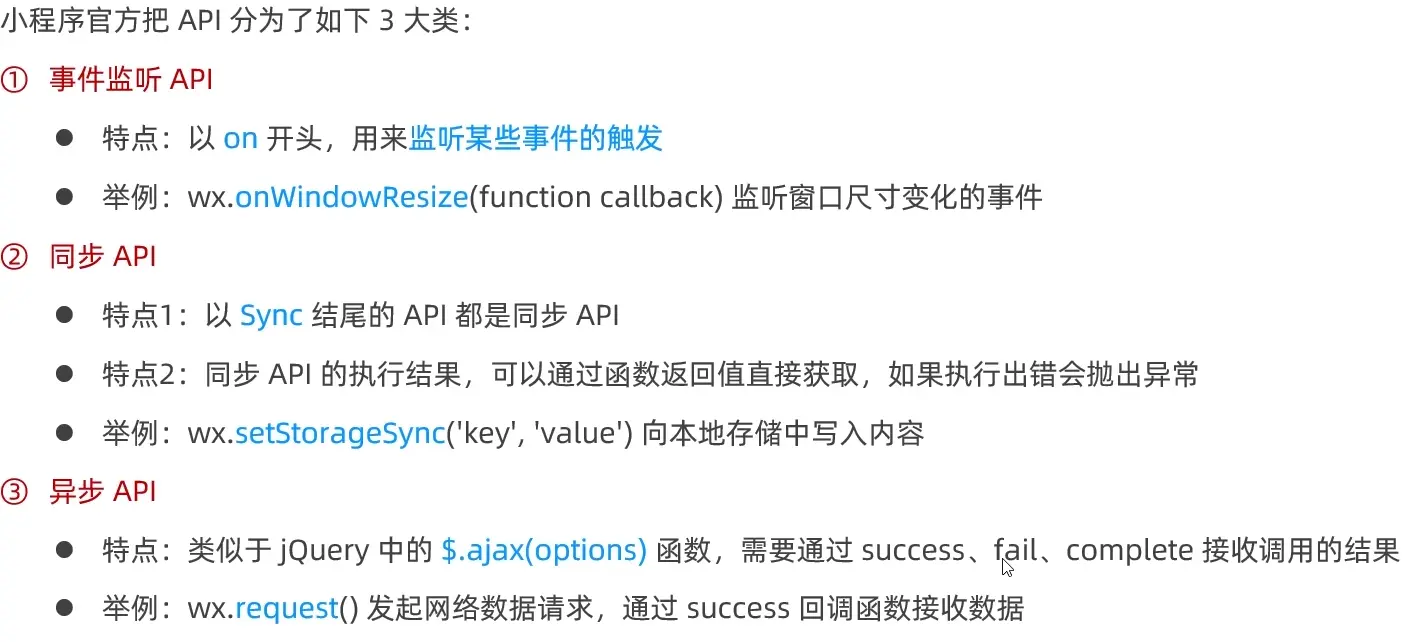 小程序官方把 API 分为了如下 3 大类：
① 事件监听 API
● 特点：以 on 开头，用来监听某些事件的触发
● 举例：wx.onWindowResize(function callback) 监听窗口尺寸变化的事件
② 同步 API
● 特点1：以 Sync 结尾的 API 都是同步 API
● 特点2：同步 API 的执行结果，可以通过函数返回值直接获取，如果执行出错会抛出异常
● 举例：wx.setStorageSync('key', 'value') 向本地存储中写入内容
③ 异步 API
● 特点：类似于 jQuery 中的 $.ajax(options) 函数，需要通过 success、fail、complete 接收调用的结果
● 举例：wx.request() 发起网络数据请求，通过 success 回调函数接收数据